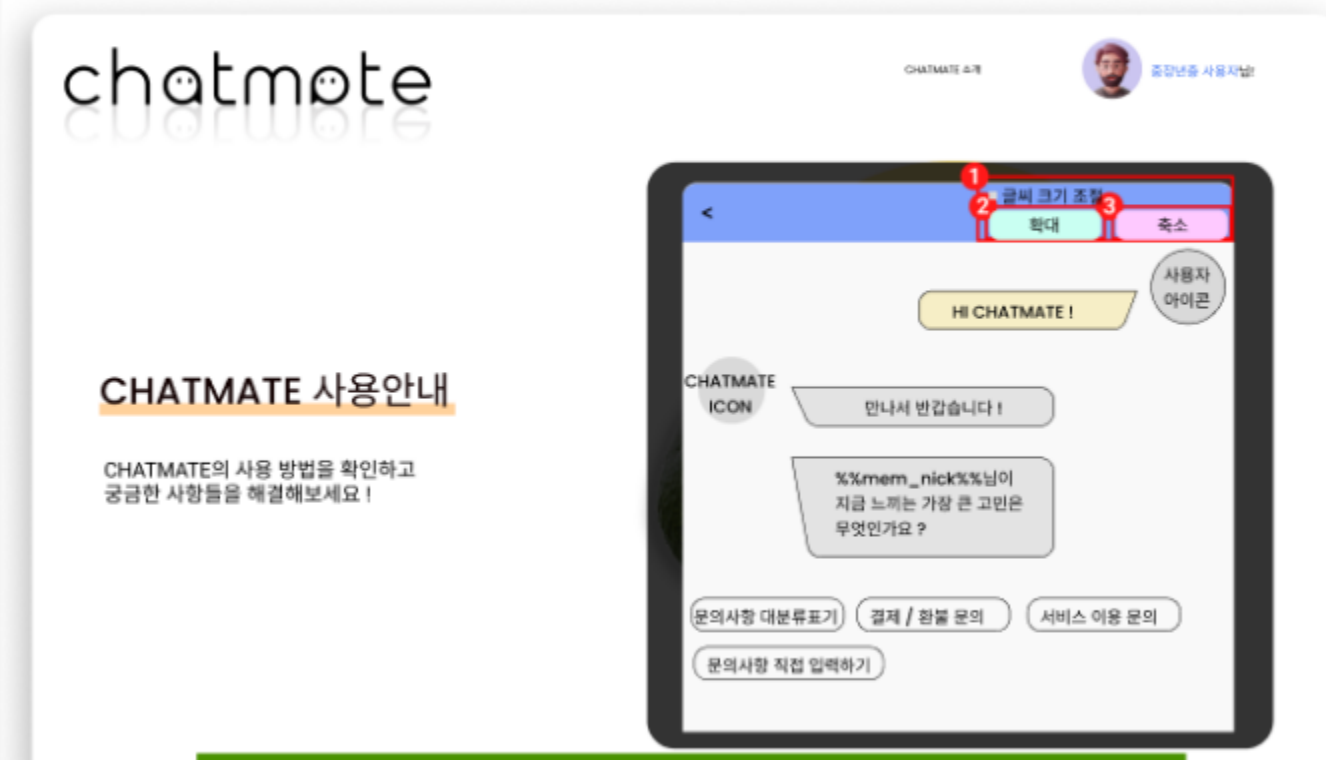 chatmate
CHATMATE 소개
중장년층 사용자님!
1
글씨 크기 조절
2
3
<
확대
축소
사용자
아이콘
HI CHATMATE !
CHATMATE
ICON
만나서 반갑습니다 !
CHATMATE 사용안내
CHATMATE의 사용 방법을 확인하고
궁금한 사항들을 해결해보세요 !
%%mem_nick%%님이
지금 느끼는 가장 큰 고민은
무엇인가요 ?
문의사항 대분류표기
결제 / 환불 문의
서비스 이용 문의
문의사항 직접 입력하기